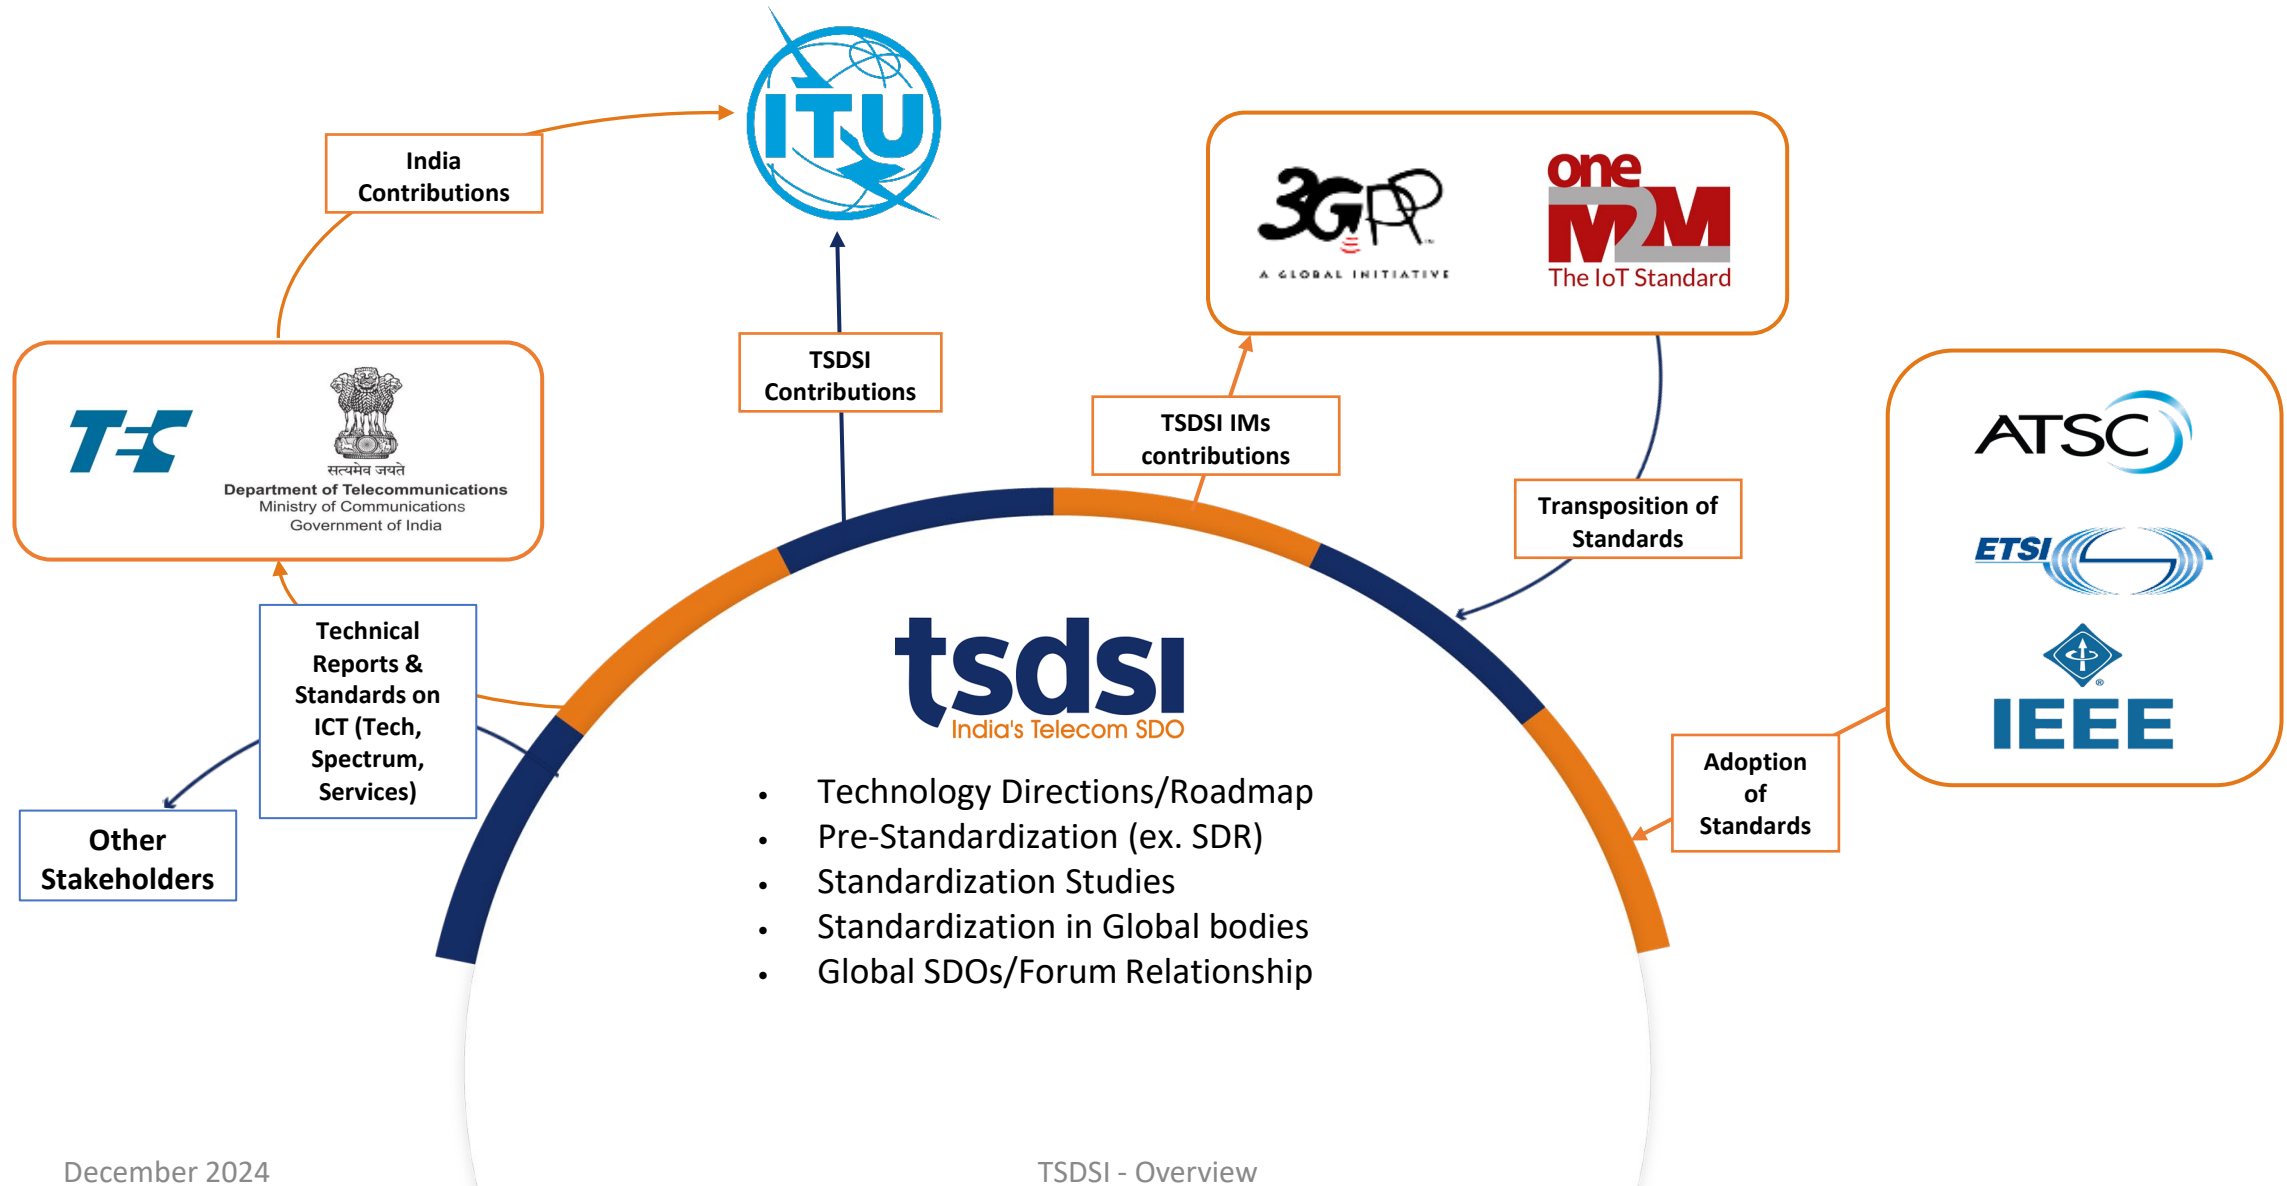 ITU
India
Contributions
3GPP
A GLOBAL INITIATIVE
one
M2M
The IoT Standard
TSDSI
Contributions
TSDSI IMs
contributions
Transposition of
Standards
TEC
सत्यमेव जयते
Department of Telecommunications
Ministry of Communications
Government of India
ATSC
ETSI
IEEE
Technical
Reports &
Standards on
ICT (Tech,
Spectrum,
Services)
Other
Stakeholders
Adoption
of
Standards
tsdsi
India's Telecom SDO
• Technology Directions/Roadmap
• Pre-Standardization (ex. SDR)
• Standardization Studies
• Standardization in Global bodies
• Global SDOs/Forum Relationship
December 2024
TSDSI - Overview